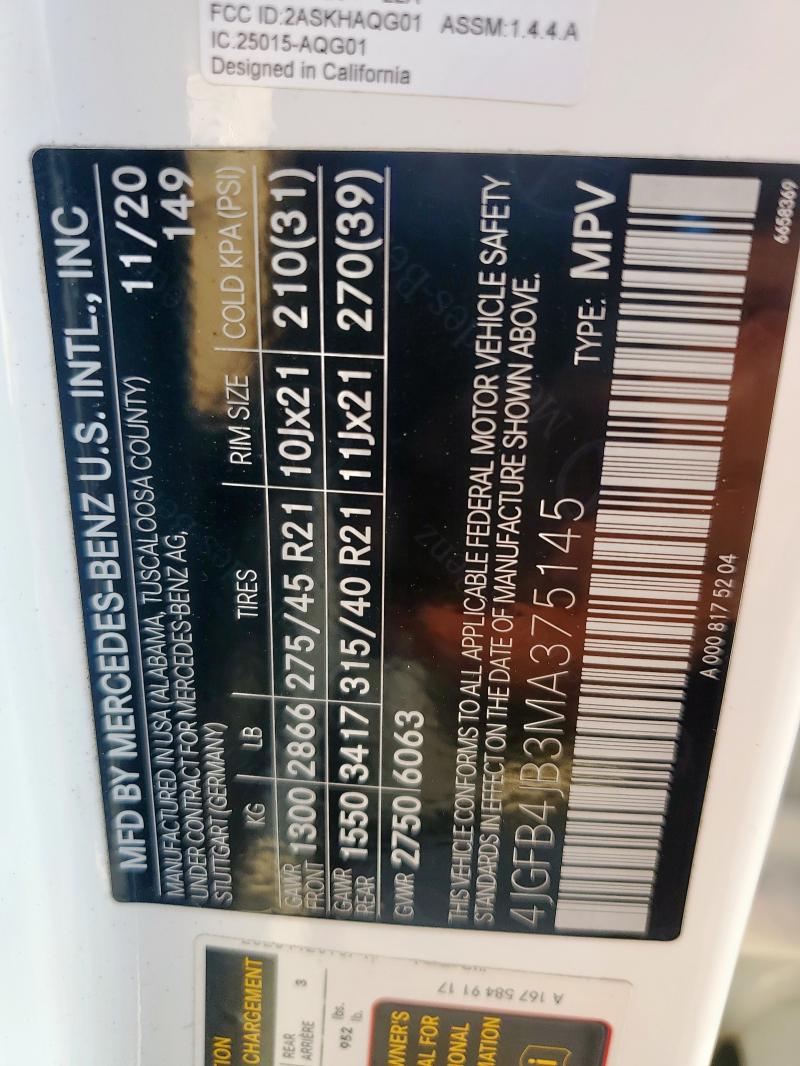 FCC ID:2ASKHAQG01 ASSM:1.4.4.A
IC.25015-AQG01
Designed in California
MFD BY MERCEDES-BENZ U.S. INTL., INC
MANUFACTURED IN USA (ALABAMA, TUSCALOOSA COUNTY) 11/20
UNDER CONTRACT FOR MERCEDES-BENZ AG, 149
STUTTGART (GERMANY)
KG LB TIRES RIM SIZE COLD KPA (PSI)
GAWR FRONT 1300 2866 275/45 R21 10Jx21 210(31)
GAWR REAR 1550 3417 315/40 R21 11Jx21 270(39)
GVWR 2750 6063
THIS VEHICLE CONFORMS TO ALL APPLICABLE FEDERAL MOTOR VEHICLE SAFETY
STANDARDS IN EFFECT ON THE DATE OF MANUFACTURE SHOWN ABOVE.
4JGFB4JB3MA375145 TYPE: MPV
A 000 817 52 04
6658369
CHARGEMENT
REAR
ARRIÈRE 3
952 lb.
lbs.
A 167 584 91 17